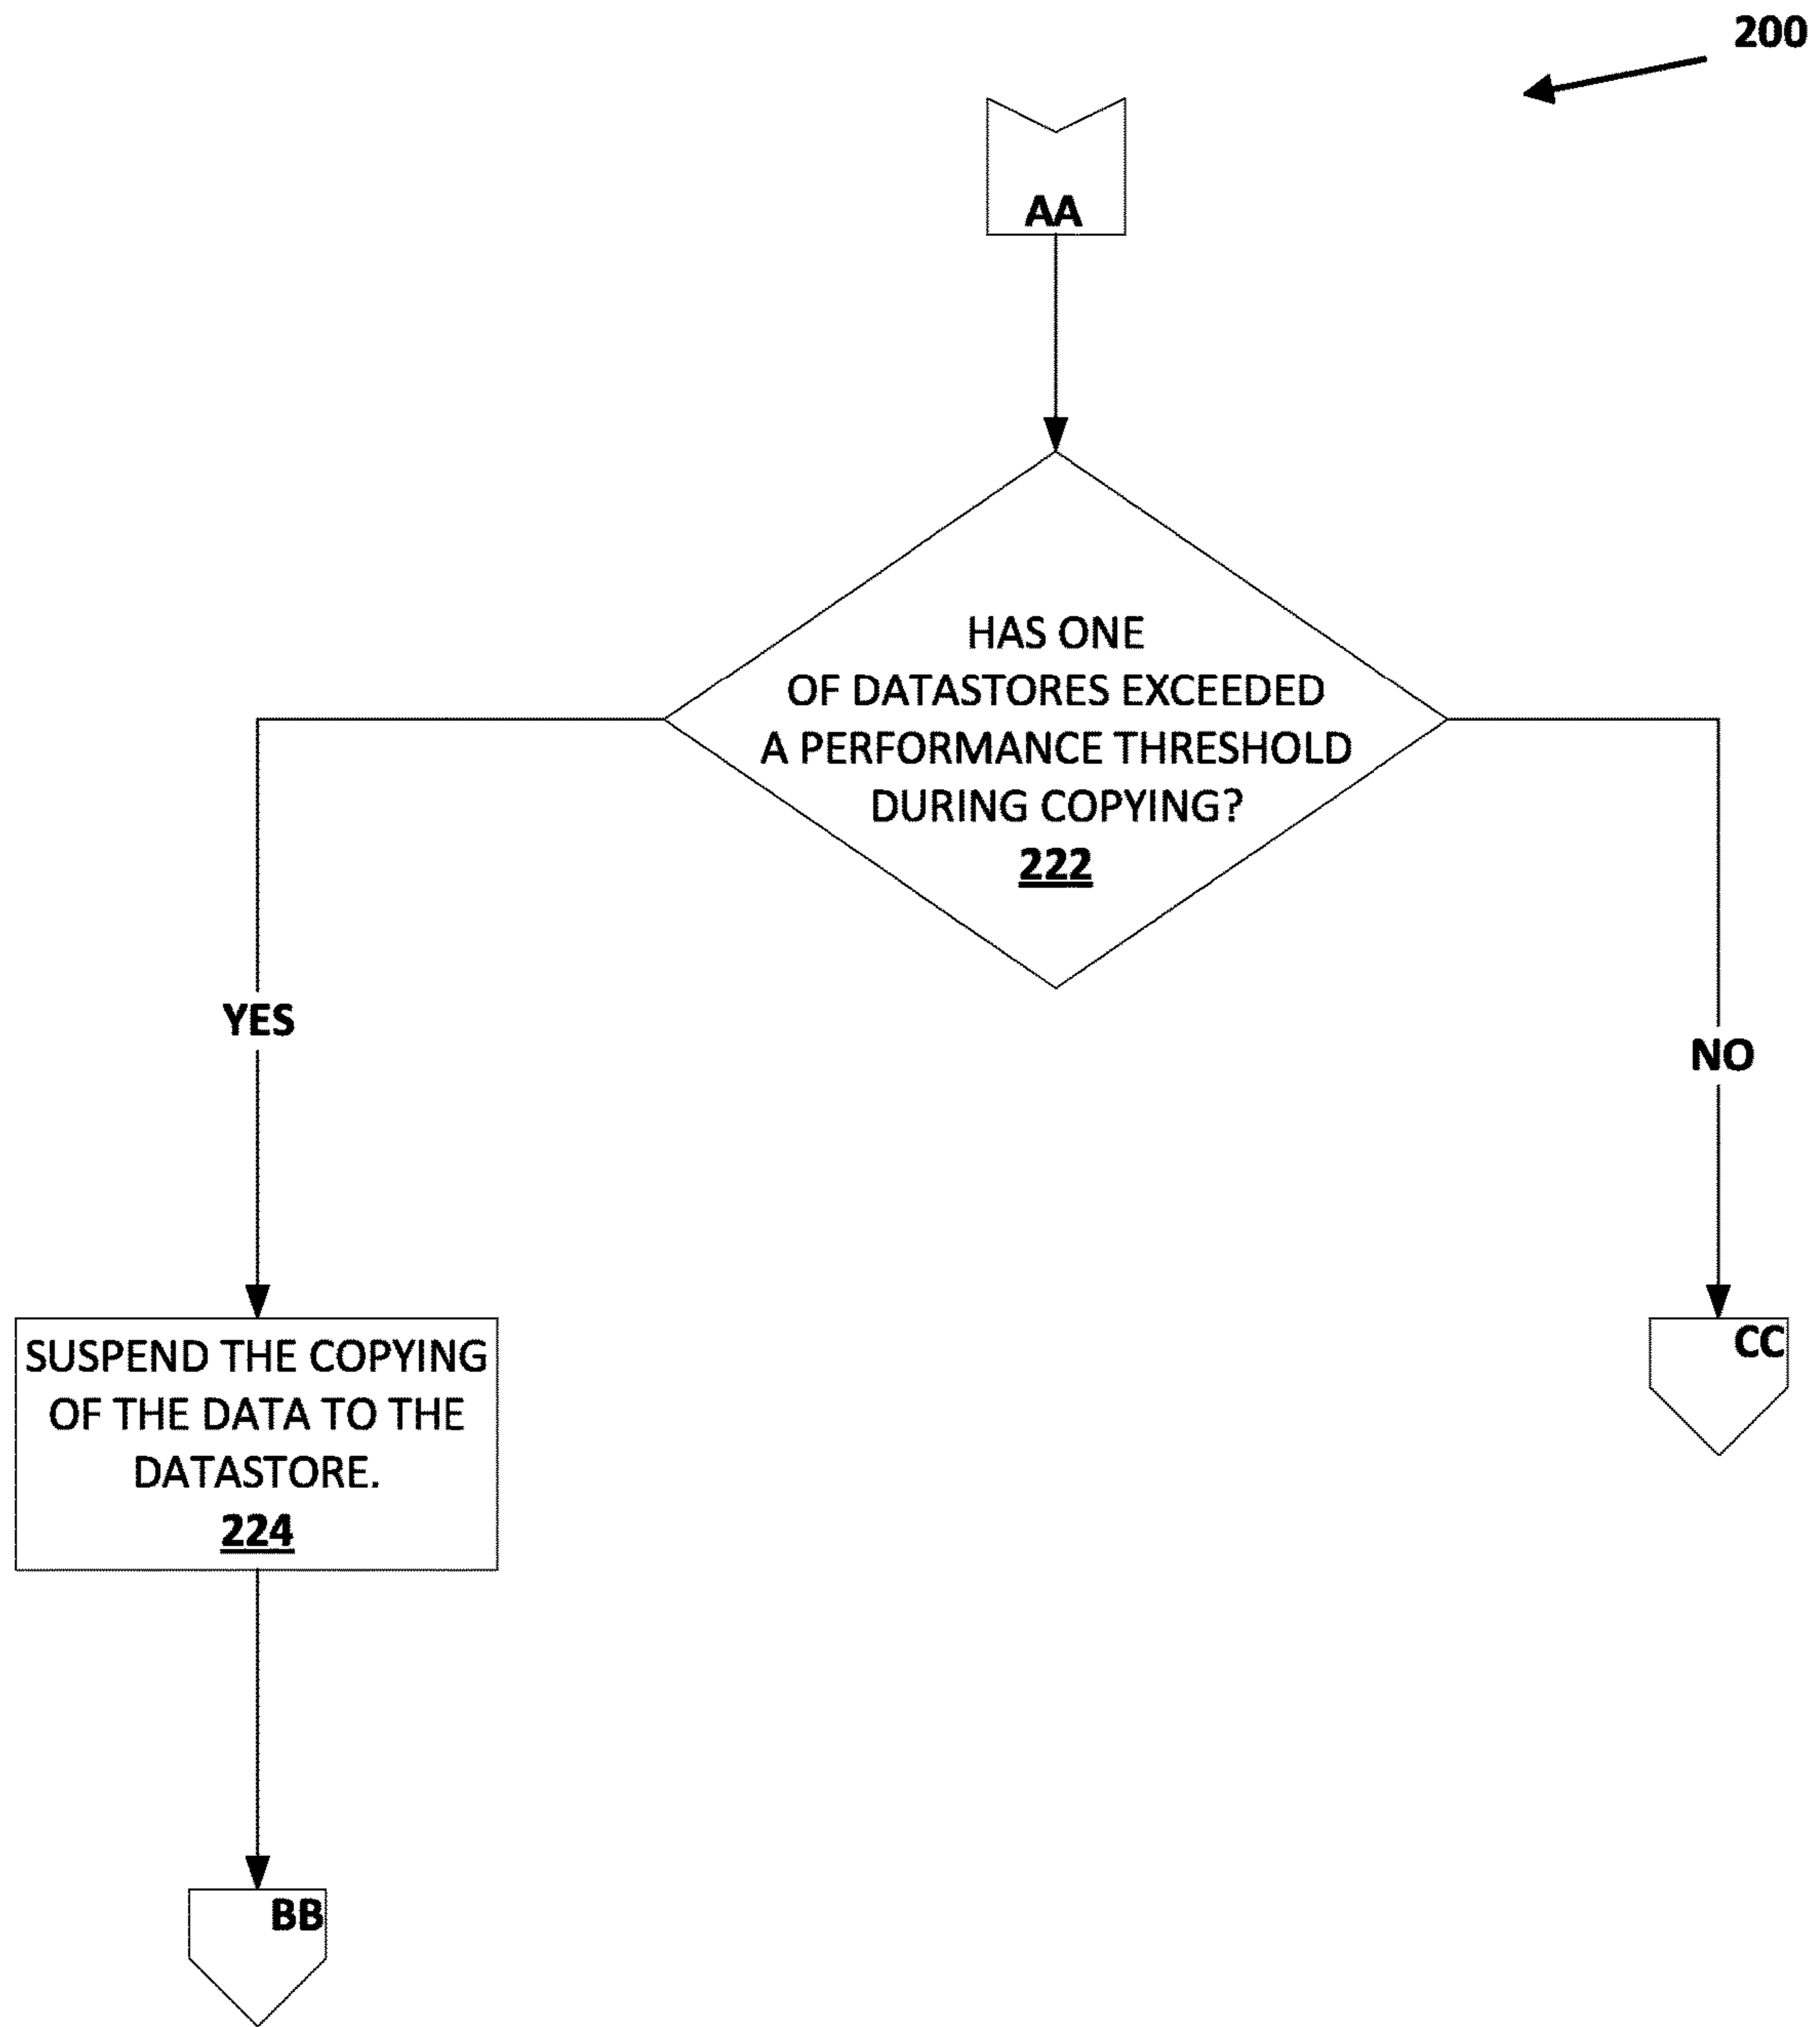 200
AA
HAS ONE
OF DATASTORES EXCEEDED
A PERFORMANCE THRESHOLD
DURING COPYING?
222
YES
NO
SUSPEND THE COPYING
OF THE DATA TO THE
DATASTORE.
224
CC
BB